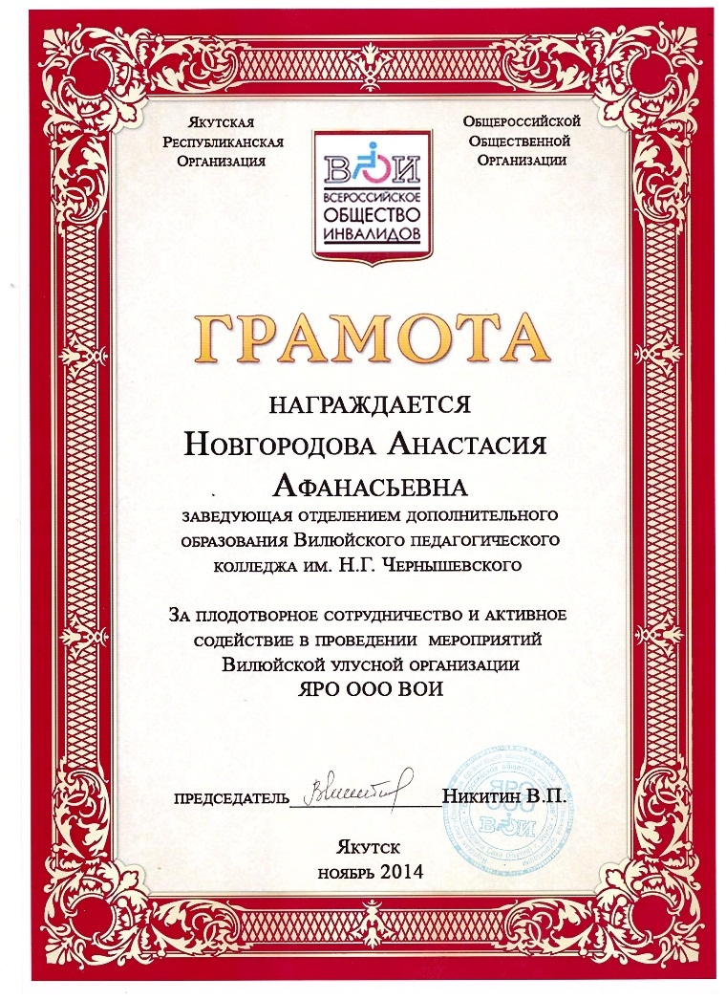 Якутская
Республиканская
Организация
Общероссийской
Общественной
Организации
ВОИ
ВСЕРОССИЙСКОЕ
ОБЩЕСТВО
ИНВАЛИДОВ
ГРАМОТА
НАГРАЖДАЕТСЯ
Новгородова Анастасия
Афанасьевна
заведующая отделением дополнительного
образования Вилюйского педагогического
колледжа им. Н.Г. Чернышевского
За плодотворное сотрудничество и активное
содействие в проведении мероприятий
Вилюйской улусной организации
ЯРО ООО ВОИ
председатель Никитин В.П.
ЯРО
ООО
ВОИ
Якутск
ноябрь 2014